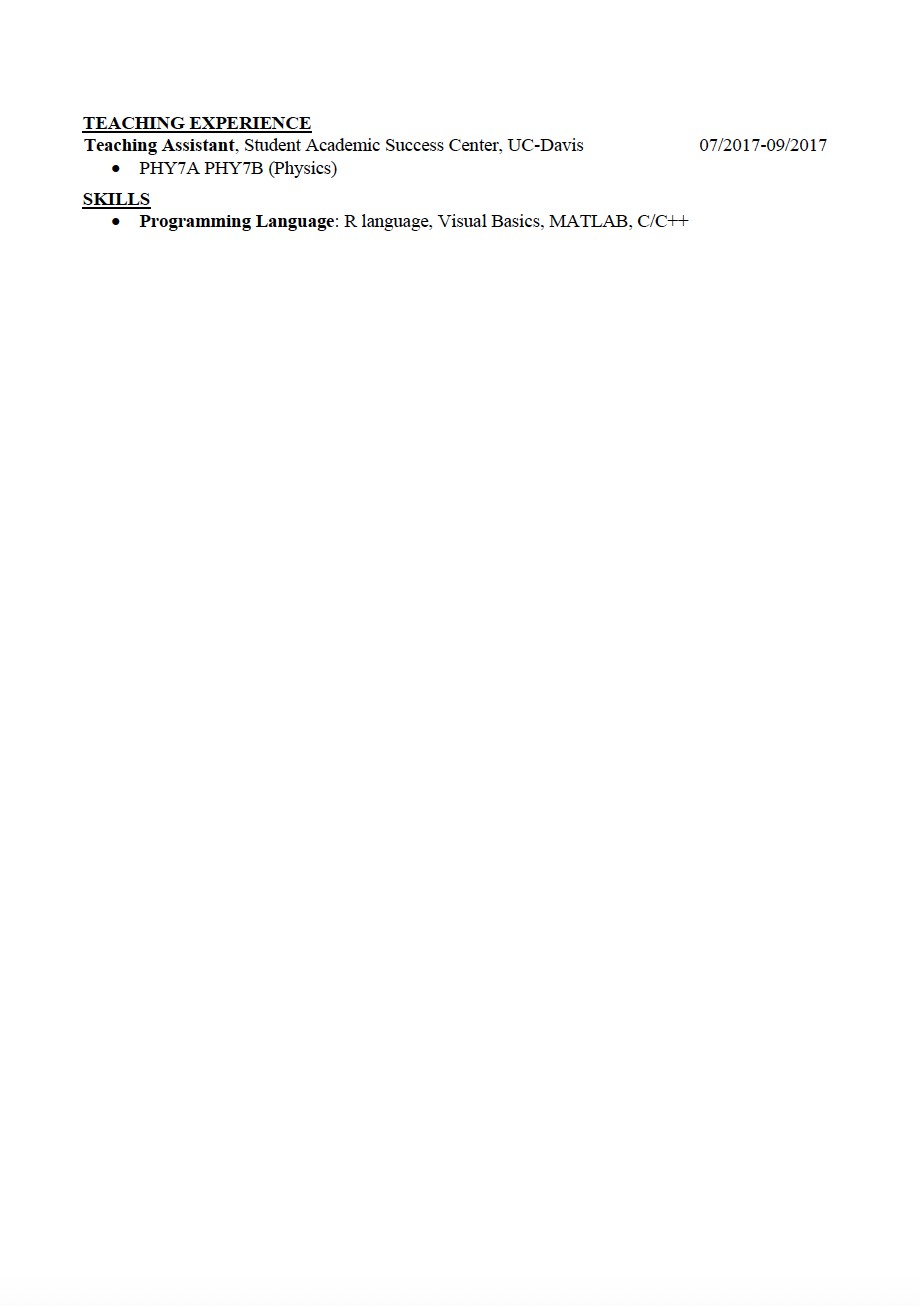 TEACHING EXPERIENCE
Teaching Assistant, Student Academic Success Center, UC-Davis 07/2017-09/2017
• PHY7A PHY7B (Physics)
SKILLS
• Programming Language: R language, Visual Basics, MATLAB, C/C++